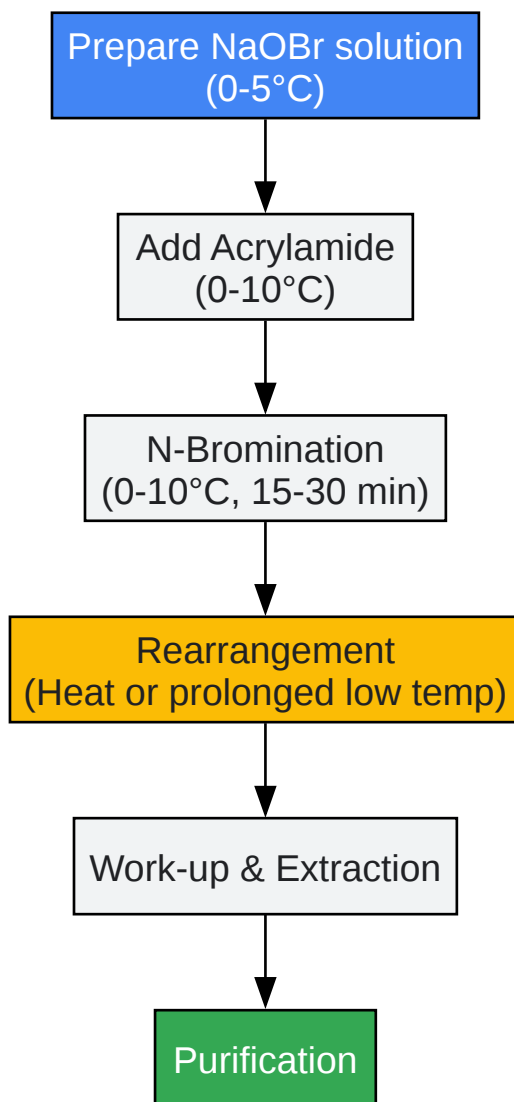 Prepare NaOBr solution
(0-5°C)
Add Acrylamide
(0-10°C)
N-Bromination
(0-10°C, 15-30 min)
Rearrangement
(Heat or prolonged low temp)
Work-up & Extraction
Purification